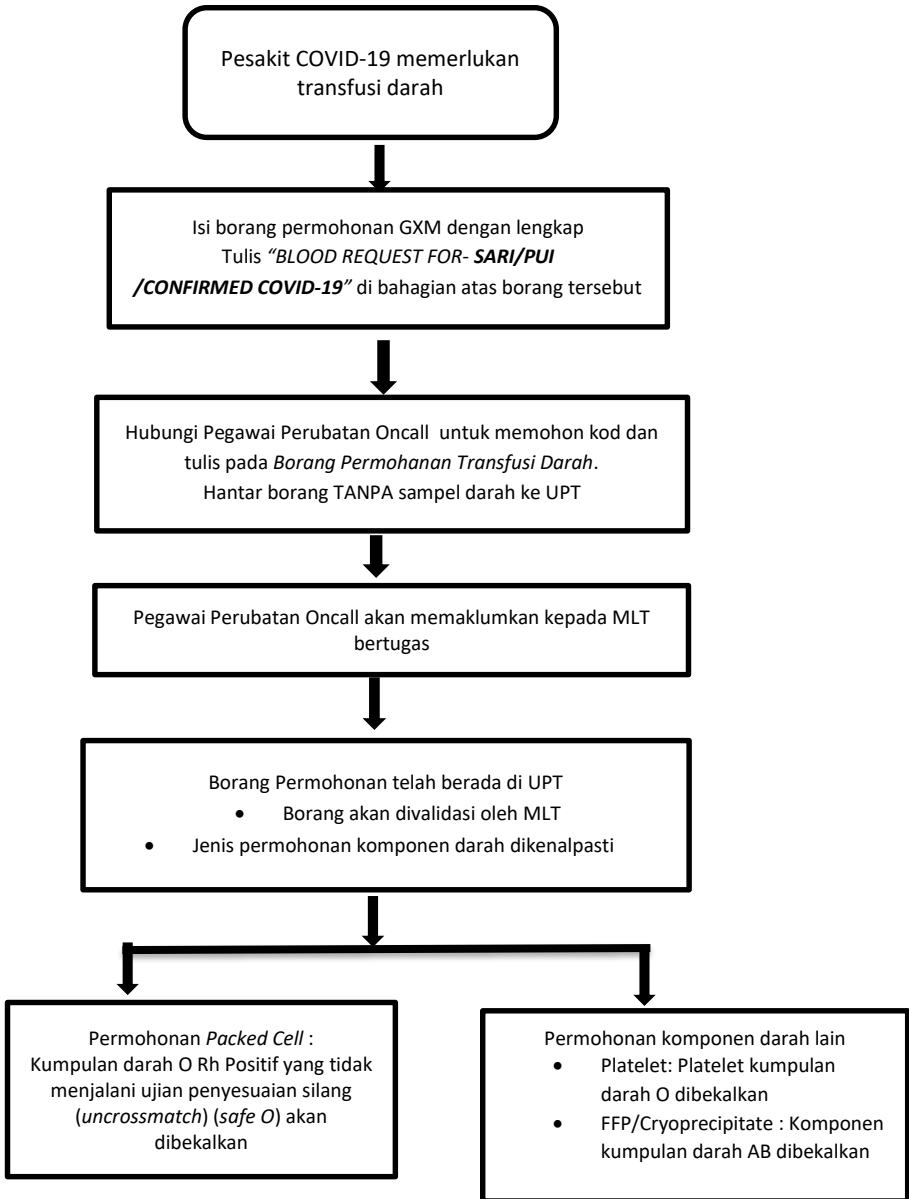 Pesakit COVID-19 memerlukan
transfusi darah
Isi borang permohonan GXM dengan lengkap
Tulis “BLOOD REQUEST FOR- SARI/PUI
/CONFIRMED COVID-19” di bahagian atas borang tersebut
Hubungi Pegawai Perubatan Oncall untuk memohon kod dan
tulis pada Borang Permohanan Transfusi Darah.
Hantar borang TANPA sampel darah ke UPT
Pegawai Perubatan Oncall akan memaklumkan kepada MLT
bertugas
Borang Permohonan telah berada di UPT
• Borang akan divalidasi oleh MLT
• Jenis permohonan komponen darah dikenalpasti
Permohonan Packed Cell :
Kumpulan darah O Rh Positif yang tidak
menjalani ujian penyesuaian silang
(uncrossmatch) (safe O) akan
dibekalkan
Permohonan komponen darah lain
• Platelet: Platelet kumpulan
darah O dibekalkan
• FFP/Cryoprecipitate : Komponen
kumpulan darah AB dibekalkan